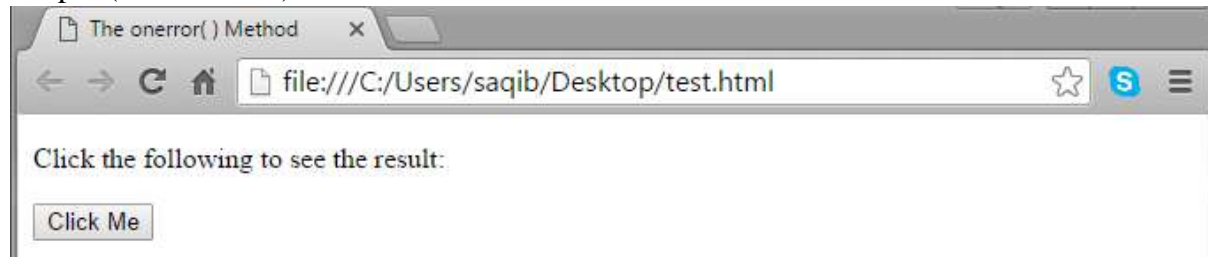 The onerror( ) Method
file:///C:/Users/saqib/Desktop/test.html
S
Click the following to see the result:
Click Me